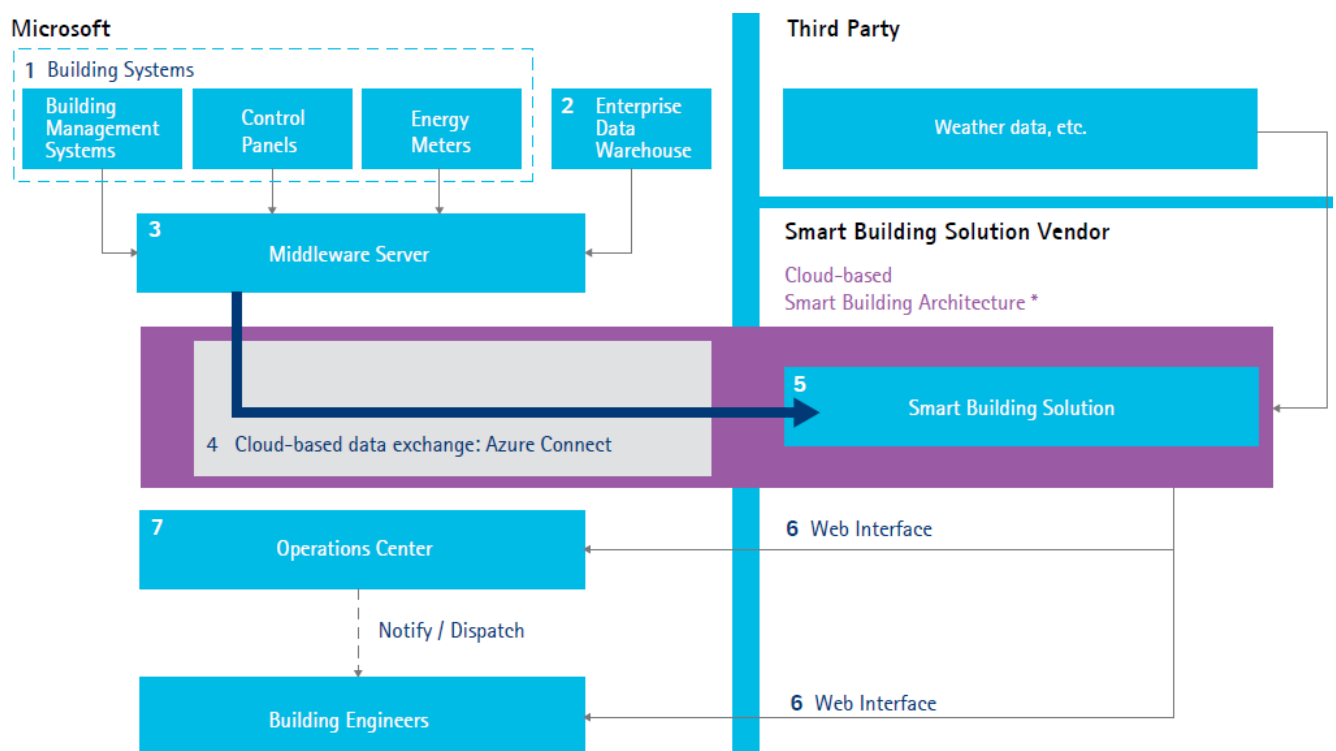 Microsoft
1 Building Systems
Building
Management
Systems
Control
Panels
Energy
Meters
2 Enterprise
Data
Warehouse
3
Middleware Server
Third Party
Weather data, etc.
Smart Building Solution Vendor
Cloud-based
Smart Building Architecture *
4 Cloud-based data exchange: Azure Connect
5
Smart Building Solution
7
Operations Center
6 Web Interface
Notify / Dispatch
Building Engineers
6 Web Interface